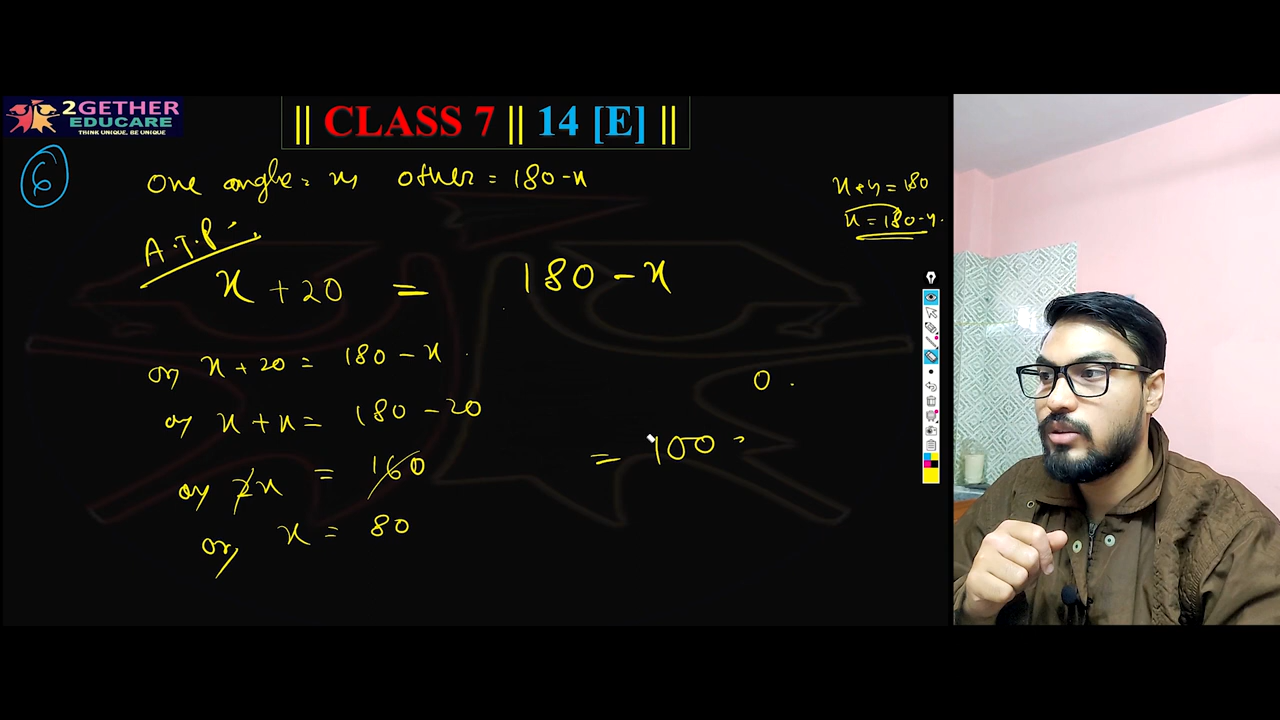 2GETHER
EDUCARE
THINK UNIQUE, BE UNIQUE
|| CLASS 7 || 14 [E] ||
6
One angle = x, other = 180-x
x+y = 180
x = 180-y.
A.T.P:
x + 20 = 180 - x
or x + 20 = 180 - x
or x + x = 180 - 20
or 2x = 160
or x = 80
0.
= 100°